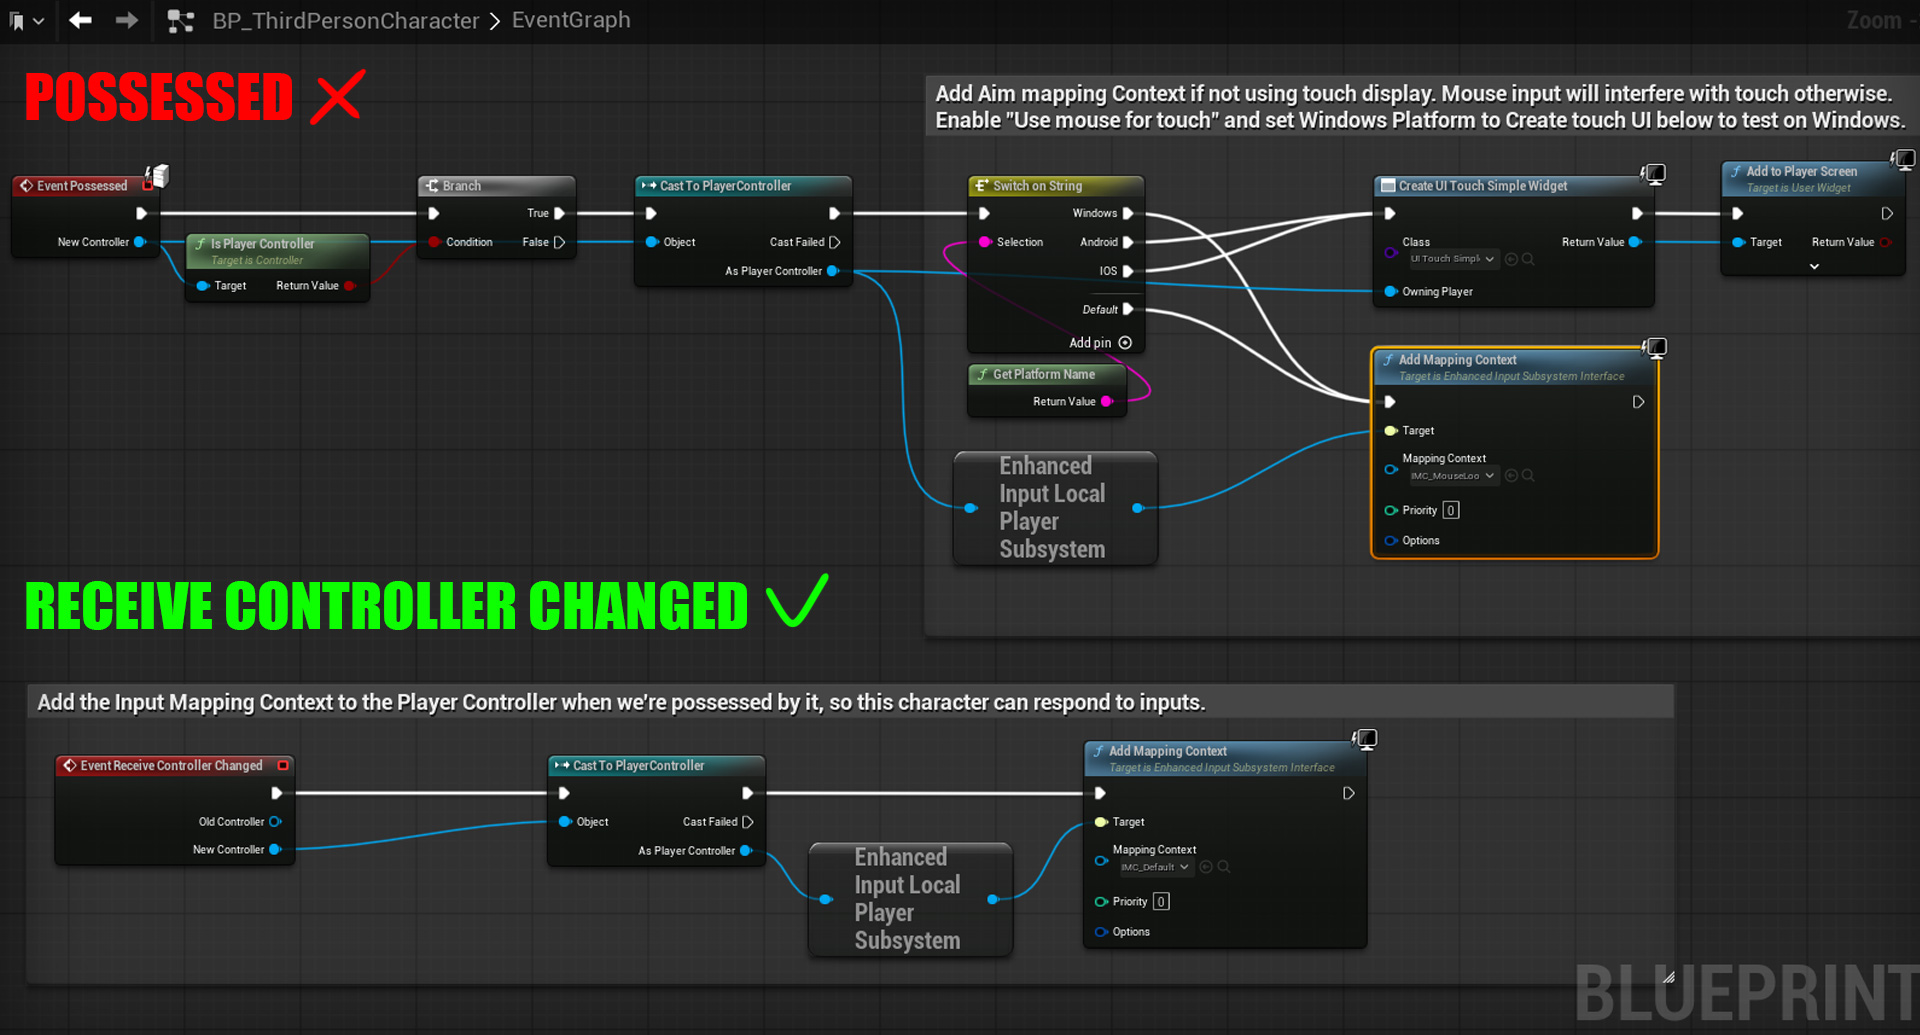 BP_ThirdPersonCharacter > EventGraph
Zoom -
POSSESSED
Add Aim mapping Context if not using touch display. Mouse input will interfere with touch otherwise.
Enable "Use mouse for touch" and set Windows Platform to Create touch UI below to test on Windows.
Event Possessed
New Controller
Is Player Controller
Target is Controller
Target
Return Value
Branch
True
Condition
False
Cast To PlayerController
Object
Cast Failed
As Player Controller
Switch on String
Windows
Selection
Android
IOS
Default
Add pin
Get Platform Name
Return Value
Enhanced
Input Local
Player
Subsystem
Create UI Touch Simple Widget
Class
Return Value
UI Touch Simpl
Owning Player
Add to Player Screen
Target is User Widget
Target
Return Value
Add Mapping Context
Target is Enhanced Input Subsystem Interface
Target
Mapping Context
IMC_MouseLoo
Priority 0
Options
RECEIVE CONTROLLER CHANGED
Add the Input Mapping Context to the Player Controller when we're possessed by it, so this character can respond to inputs.
Event Receive Controller Changed
Old Controller
New Controller
Cast To PlayerController
Object
Cast Failed
As Player Controller
Enhanced
Input Local
Player
Subsystem
Add Mapping Context
Target is Enhanced Input Subsystem Interface
Target
Mapping Context
IMC_Default
Priority 0
Options
BLUEPRINT